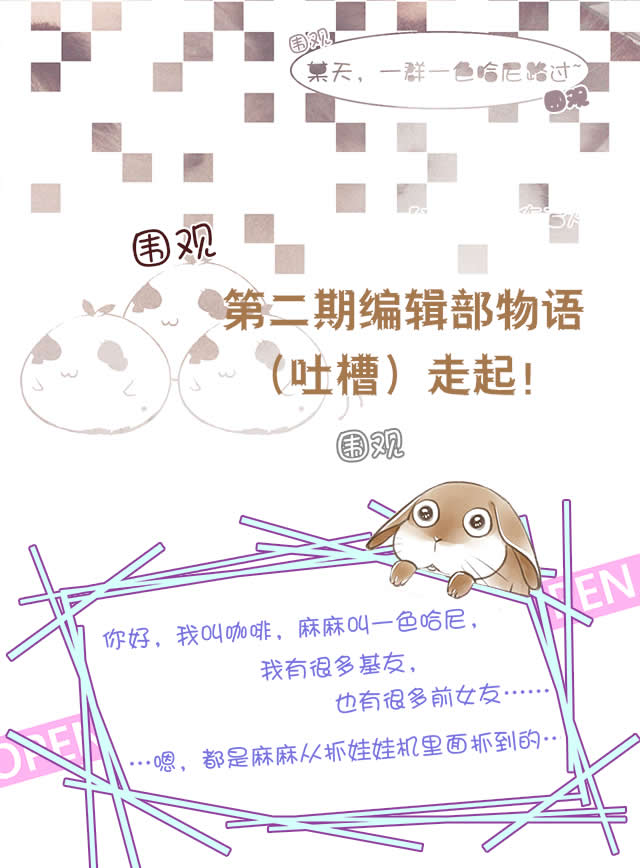 围观
某天，一群一色哈尼路过~
围观
围观
第二期编辑部物语
（吐槽）走起！
围观
OPEN
你好，我叫咖啡，麻麻叫一色哈尼，
我有很多基友，
也有很多前女友……
…嗯，都是麻麻从抓娃娃机里面抓到的..
OPEN